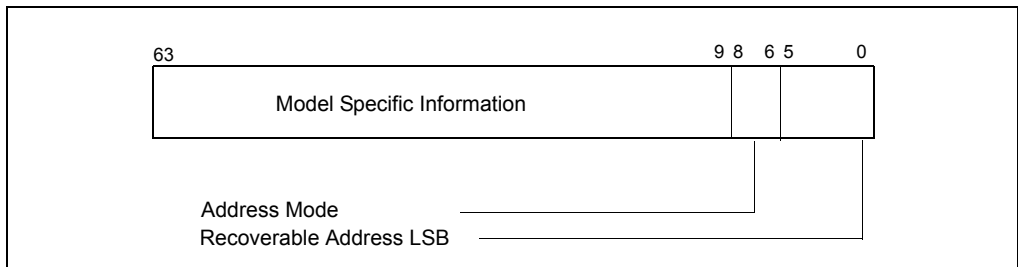 63 9 8 6 5 0
Model Specific Information
Address Mode
Recoverable Address LSB